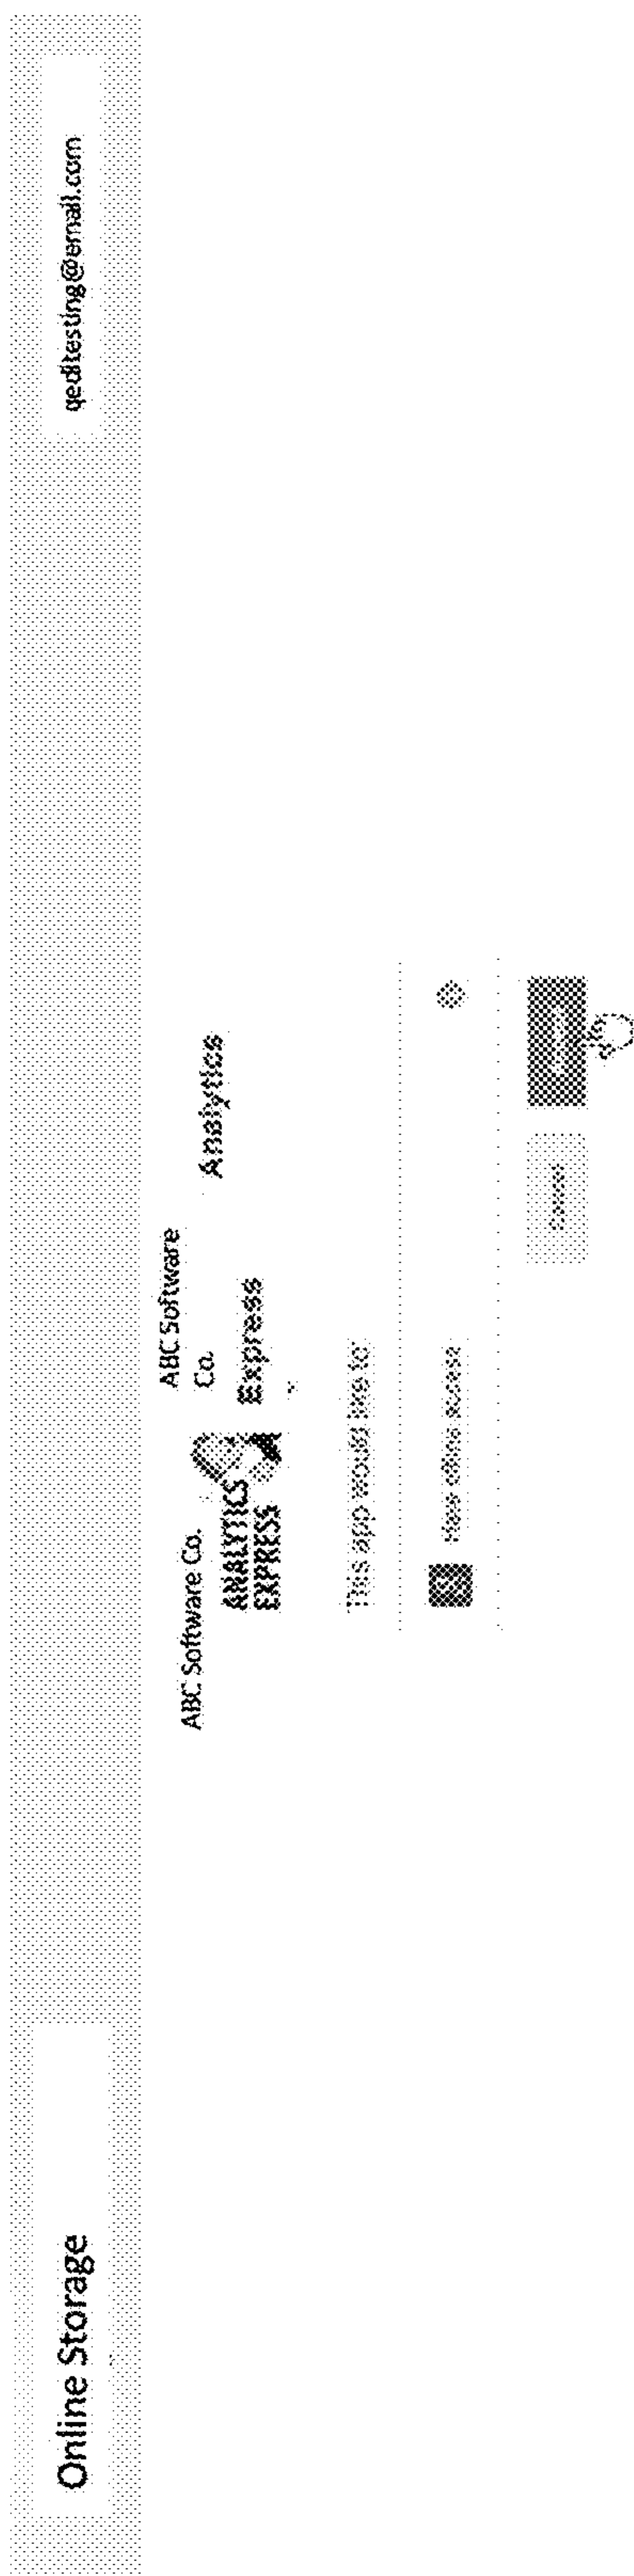 Online Storage
qeditesting@email.com
ABC Software Co.
ANALYTICS
EXPRESS
ABC Software
Co.
Analytics
Express
This app would like to:
Have offline access
Cancel